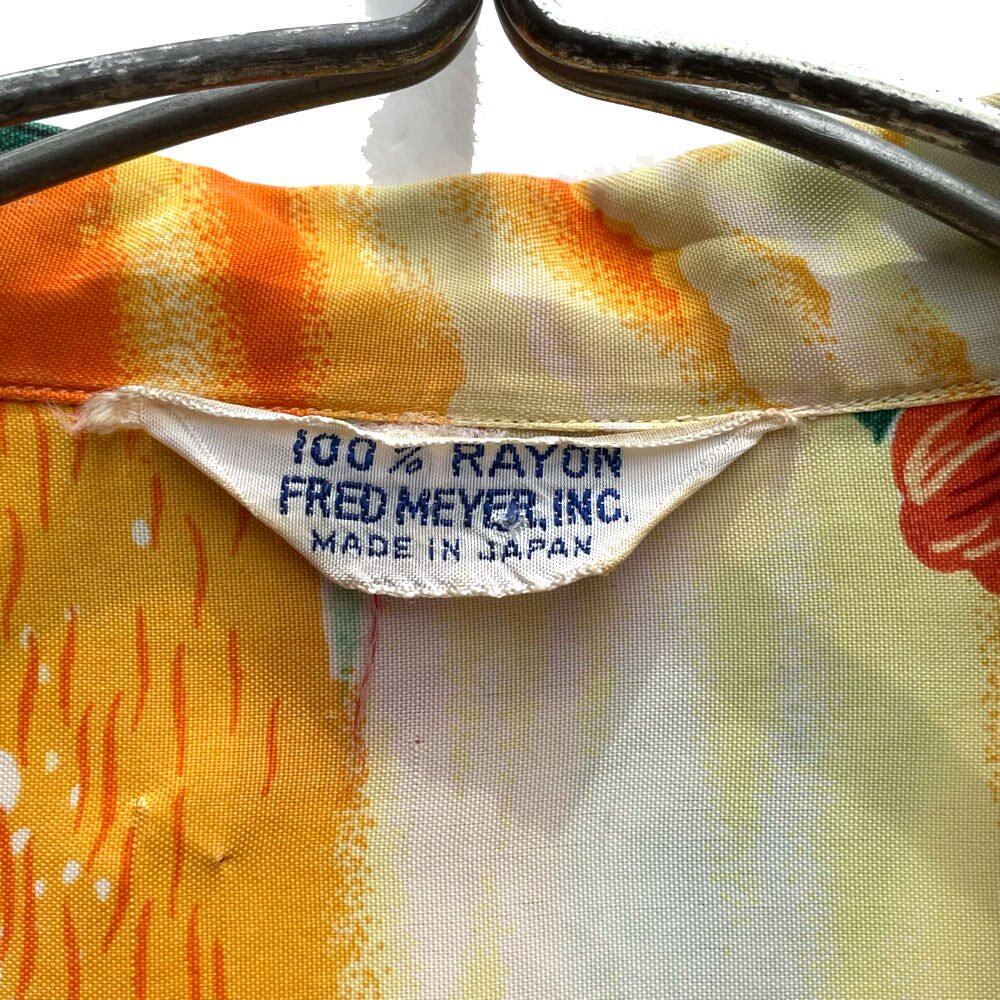 100% RAYON
FRED MEYER, INC.
MADE IN JAPAN